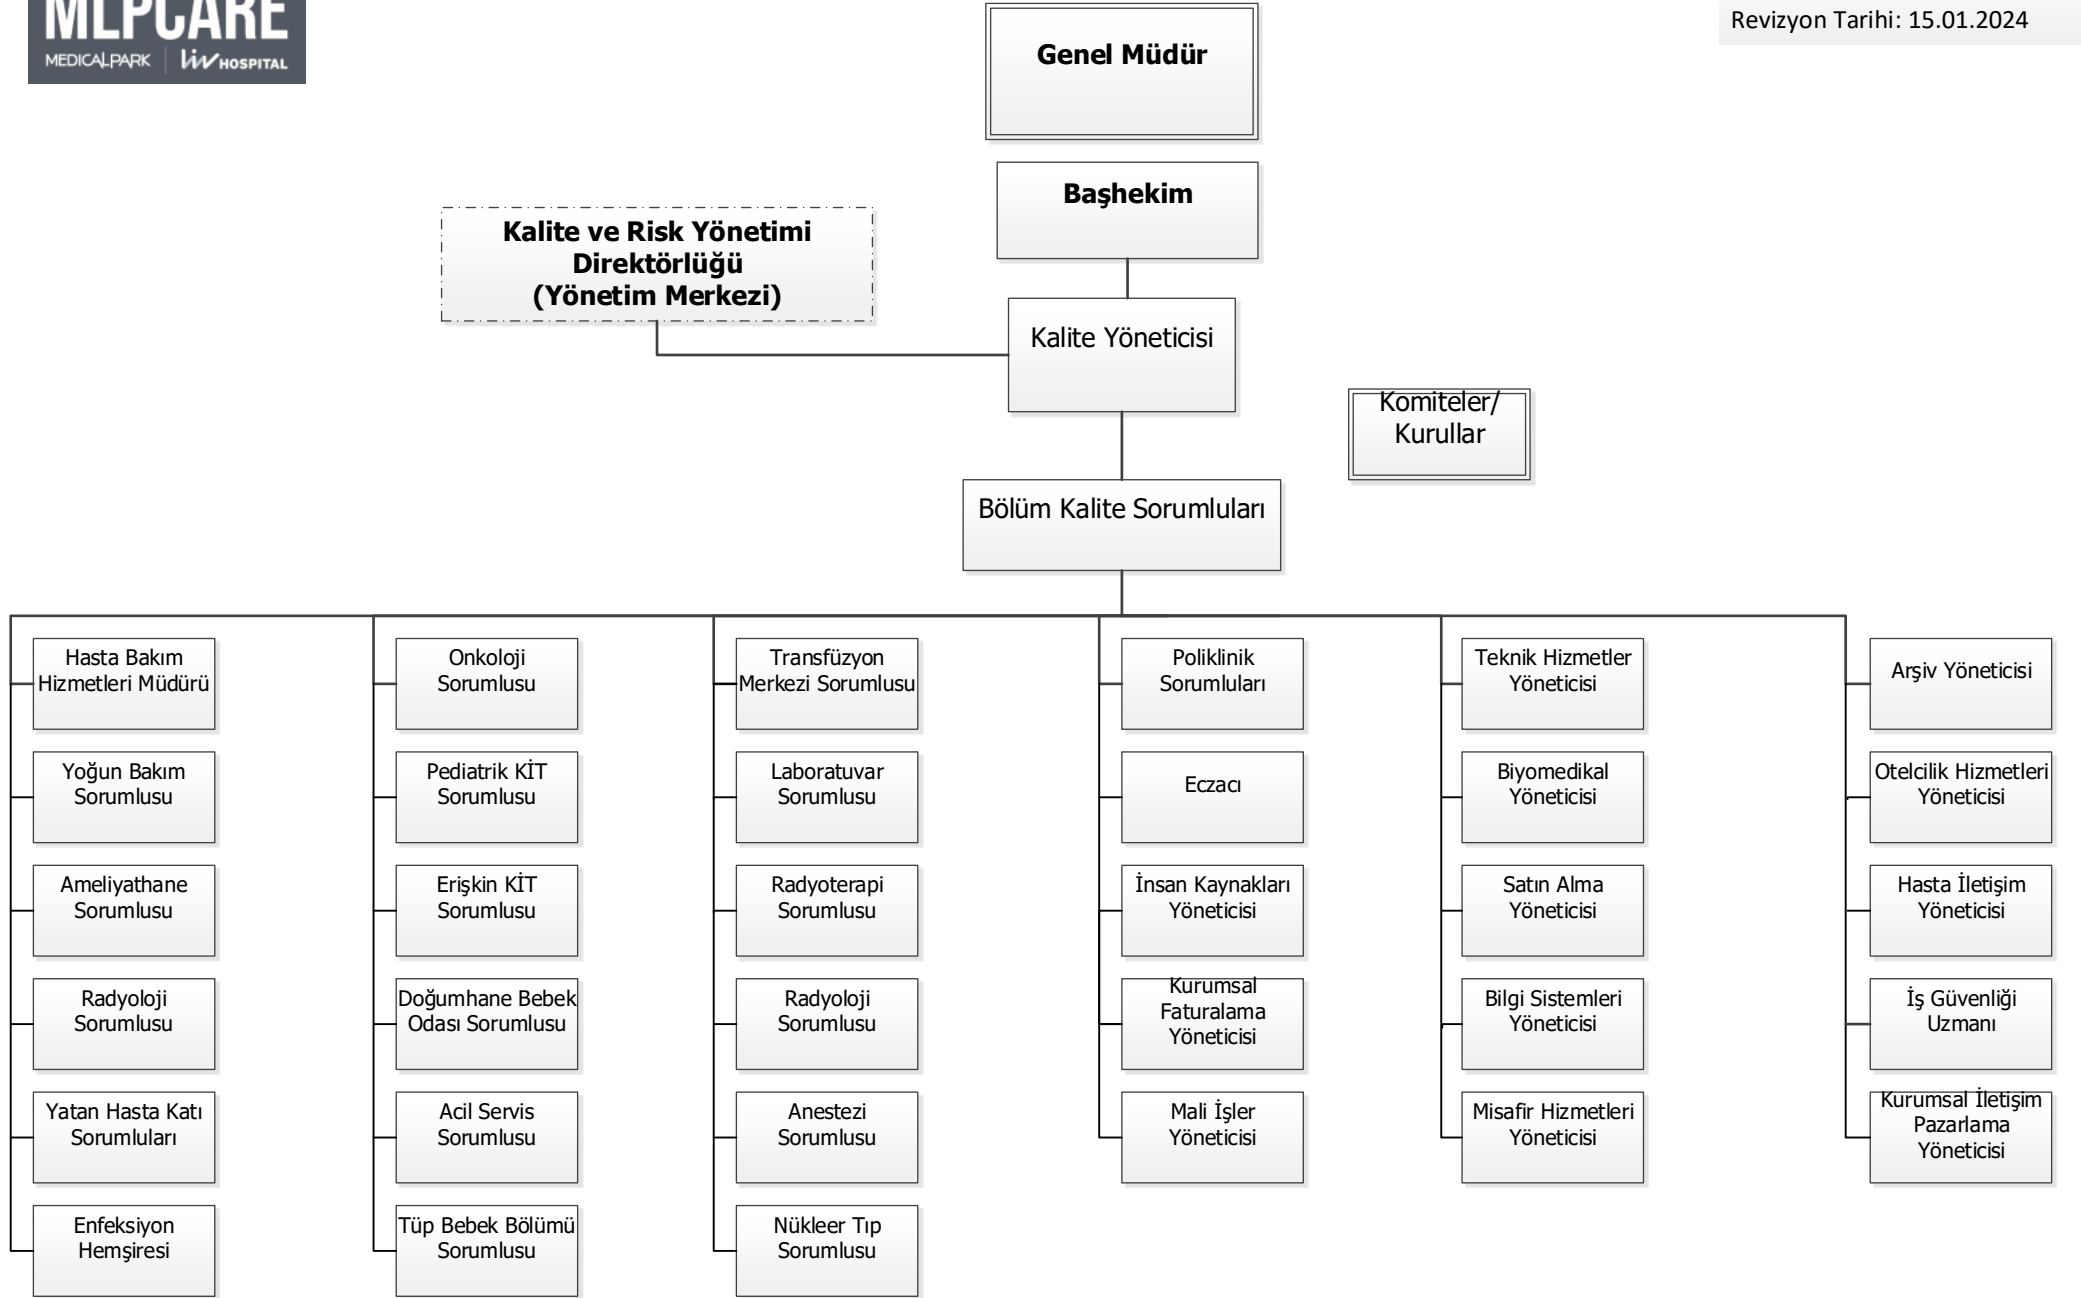 MLPCARE
MEDICALPARK
liv HOSPITAL
Revizyon Tarihi: 15.01.2024
Genel Müdür
Başhekim
Kalite ve Risk Yönetimi
Direktörlüğü
(Yönetim Merkezi)
Kalite Yöneticisi
Komiteler/
Kurullar
Bölüm Kalite Sorumluları
Hasta Bakım
Hizmetleri Müdürü
Yoğun Bakım
Sorumlusu
Ameliyathane
Sorumlusu
Radyoloji
Sorumlusu
Yatan Hasta Katı
Sorumluları
Enfeksiyon
Hemşiresi
Onkoloji
Sorumlusu
Pediatrik KİT
Sorumlusu
Erişkin KİT
Sorumlusu
Doğumhane Bebek
Odası Sorumlusu
Acil Servis
Sorumlusu
Tüp Bebek Bölümü
Sorumlusu
Transfüzyon
Merkezi Sorumlusu
Laboratuvar
Sorumlusu
Radyoterapi
Sorumlusu
Radyoloji
Sorumlusu
Anestezi
Sorumlusu
Nükleer Tıp
Sorumlusu
Poliklinik
Sorumluları
Eczacı
İnsan Kaynakları
Yöneticisi
Kurumsal
Faturalama
Yöneticisi
Mali İşler
Yöneticisi
Teknik Hizmetler
Yöneticisi
Biyomedikal
Yöneticisi
Satın Alma
Yöneticisi
Bilgi Sistemleri
Yöneticisi
Misafir Hizmetleri
Yöneticisi
Arşiv Yöneticisi
Otelcilik Hizmetleri
Yöneticisi
Hasta İletişim
Yöneticisi
İş Güvenliği
Uzmanı
Kurumsal İletişim
Pazarlama
Yöneticisi